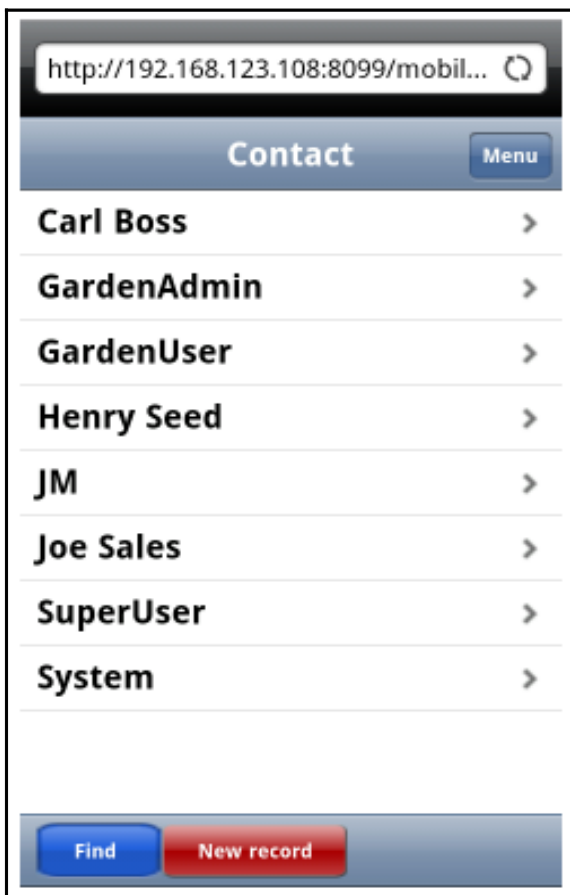 http://192.168.123.108:8099/mobil...
Contact
Menu
Carl Boss
GardenAdmin
GardenUser
Henry Seed
JM
Joe Sales
SuperUser
System
Find
New record